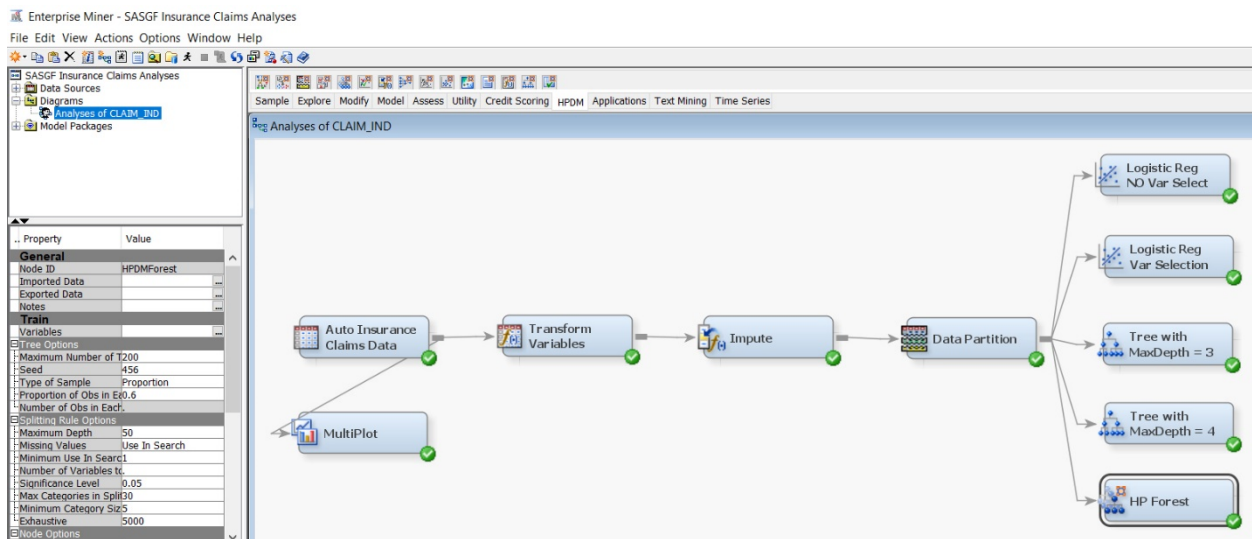 Enterprise Miner - SASGF Insurance Claims Analyses
File Edit View Actions Options Window Help
SASGF Insurance Claims Analyses
Data Sources
Diagrams
Analyses of CLAIM_IND
Model Packages
Sample Explore Modify Model Assess Utility Credit Scoring HPDM Applications Text Mining Time Series
Analyses of CLAIM_IND
.. Property Value
General
Node ID HPDMForest
Imported Data ...
Exported Data ...
Notes ...
Train
Variables ...
Tree Options
Maximum Number of T 200
Seed 456
Type of Sample Proportion
Proportion of Obs in Ea 0.6
Number of Obs in Each .
Splitting Rule Options
Maximum Depth 50
Missing Values Use In Search
Minimum Use In Searc 1
Number of Variables to .
Significance Level 0.05
Max Categories in Split 30
Minimum Category Siz 5
Exhaustive 5000
Node Options
Auto Insurance
Claims Data
Transform
Variables
Impute
Data Partition
MultiPlot
Logistic Reg
NO Var Select
Logistic Reg
Var Selection
Tree with
MaxDepth = 3
Tree with
MaxDepth = 4
HP Forest